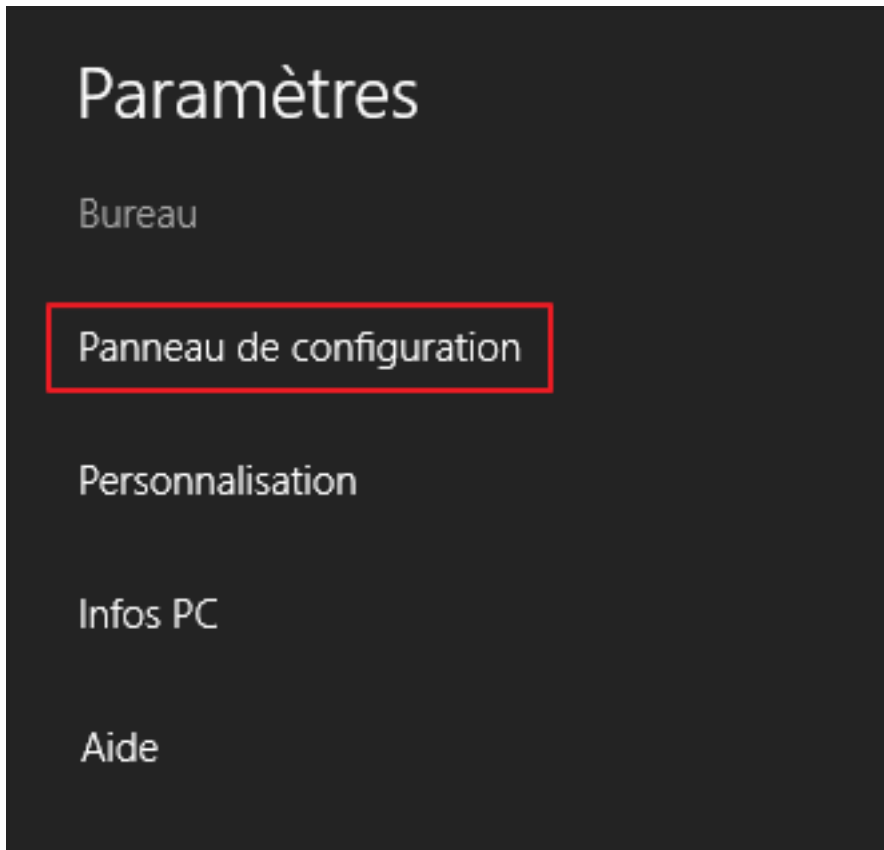 Paramètres
Bureau
Panneau de configuration
Personnalisation
Infos PC
Aide